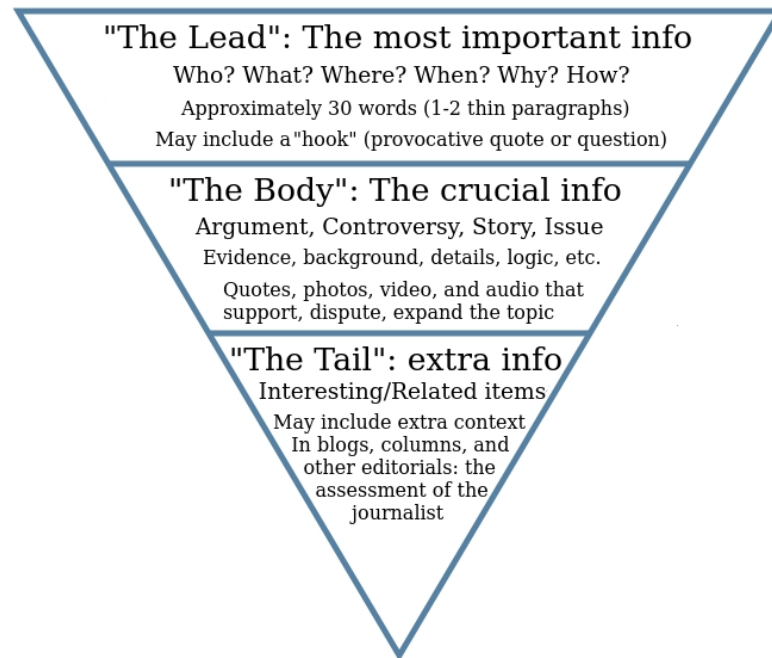 "The Lead": The most important info
Who? What? Where? When? Why? How?
Approximately 30 words (1-2 thin paragraphs)
May include a"hook" (provocative quote or question)
"The Body": The crucial info
Argument, Controversy, Story, Issue
Evidence, background, details, logic, etc.
Quotes, photos, video, and audio that
support, dispute, expand the topic
"The Tail": extra info
Interesting/Related items
May include extra context
In blogs, columns, and
other editorials: the
assessment of the
journalist